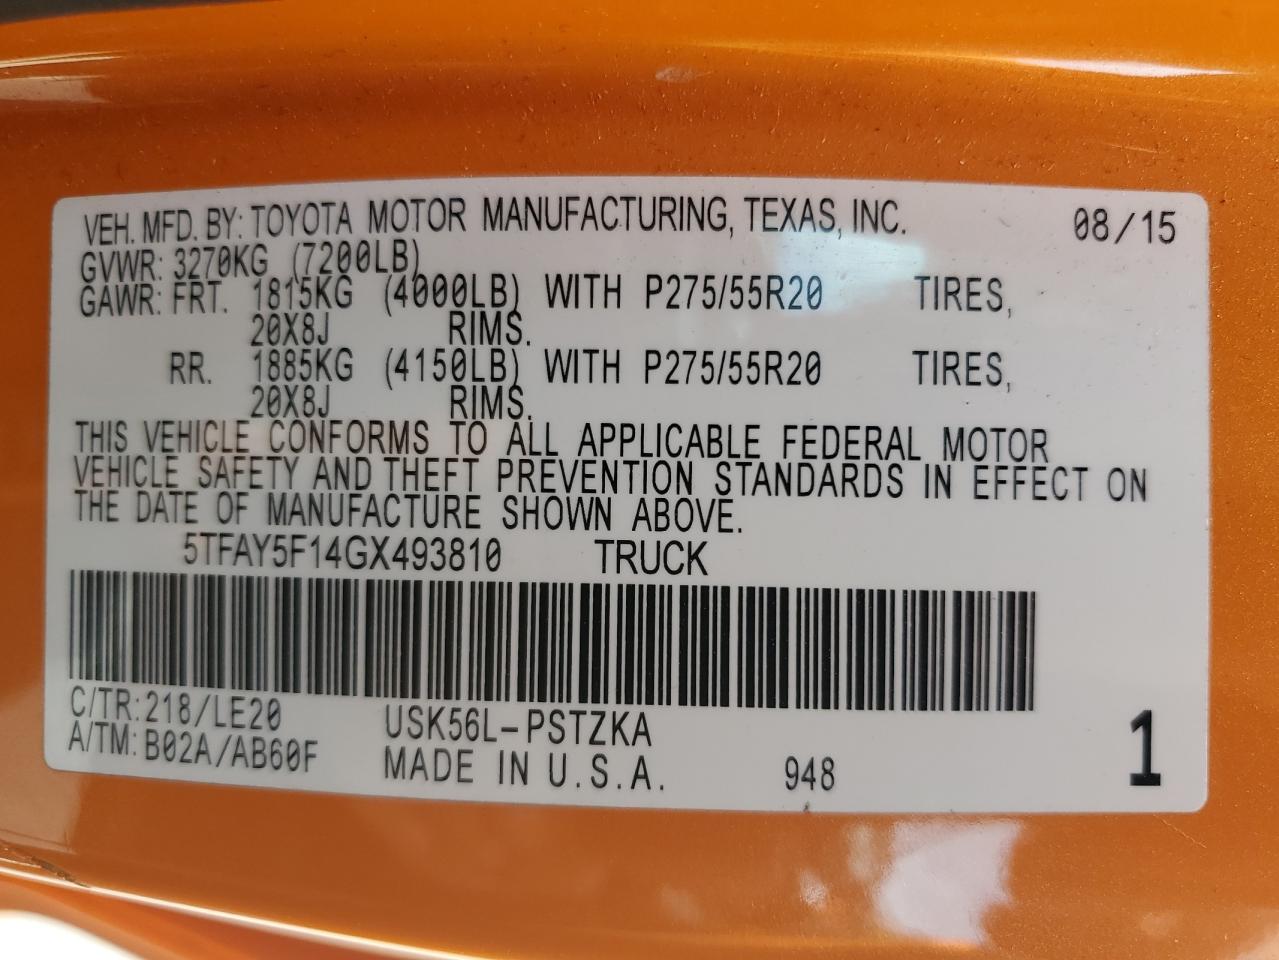 VEH. MFD. BY: TOYOTA MOTOR MANUFACTURING, TEXAS, INC. 08/15
GVWR: 3270KG (7200LB)
GAWR: FRT. 1815KG (4000LB) WITH P275/55R20 TIRES,
20X8J RIMS.
RR. 1885KG (4150LB) WITH P275/55R20 TIRES,
20X8J RIMS.
THIS VEHICLE CONFORMS TO ALL APPLICABLE FEDERAL MOTOR
VEHICLE SAFETY AND THEFT PREVENTION STANDARDS IN EFFECT ON
THE DATE OF MANUFACTURE SHOWN ABOVE.
5TFAY5F14GX493810 TRUCK
C/TR:218/LE20 USK56L-PSTZKA
A/TM:B02A/AB60F MADE IN U.S.A. 948 1